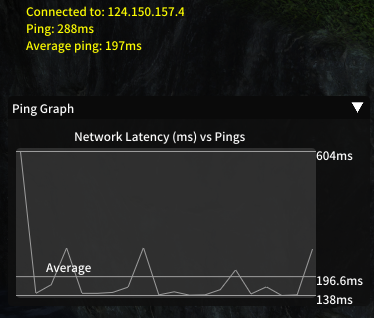 Connected to: 124.150.157.4
Ping: 288ms
Average ping: 197ms
Ping Graph
Network Latency (ms) vs Pings
604ms
Average
196.6ms
138ms